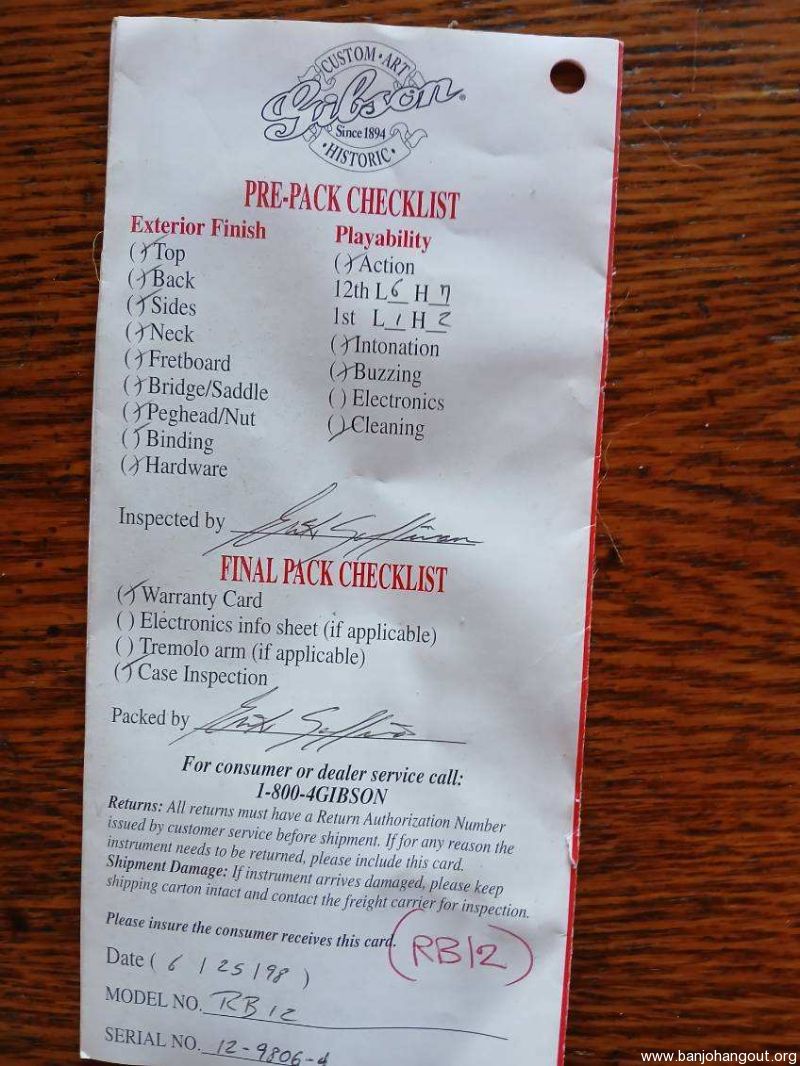 CUSTOM • ART
Gibson®
Since 1894
• HISTORIC •
PRE-PACK CHECKLIST
Exterior Finish
(✓) Top
(✓) Back
(✓) Sides
(✓) Neck
(✓) Fretboard
(✓) Bridge/Saddle
(✓) Peghead/Nut
(✓) Binding
(✓) Hardware
Playability
(✓) Action
12th L 6 H 7
1st L 1 H 2
(✓) Intonation
(✓) Buzzing
( ) Electronics
(✓) Cleaning
Inspected by
FINAL PACK CHECKLIST
(✓) Warranty Card
( ) Electronics info sheet (if applicable)
( ) Tremolo arm (if applicable)
(✓) Case Inspection
Packed by
For consumer or dealer service call:
1-800-4GIBSON
Returns: All returns must have a Return Authorization Number
issued by customer service before shipment. If for any reason the
instrument needs to be returned, please include this card.
Shipment Damage: If instrument arrives damaged, please keep
shipping carton intact and contact the freight carrier for inspection.
Please insure the consumer receives this card.
(RB12)
Date ( 6 / 25 / 98 )
MODEL NO. RB 12
SERIAL NO. 12-9806-4
www.banjohangout.org